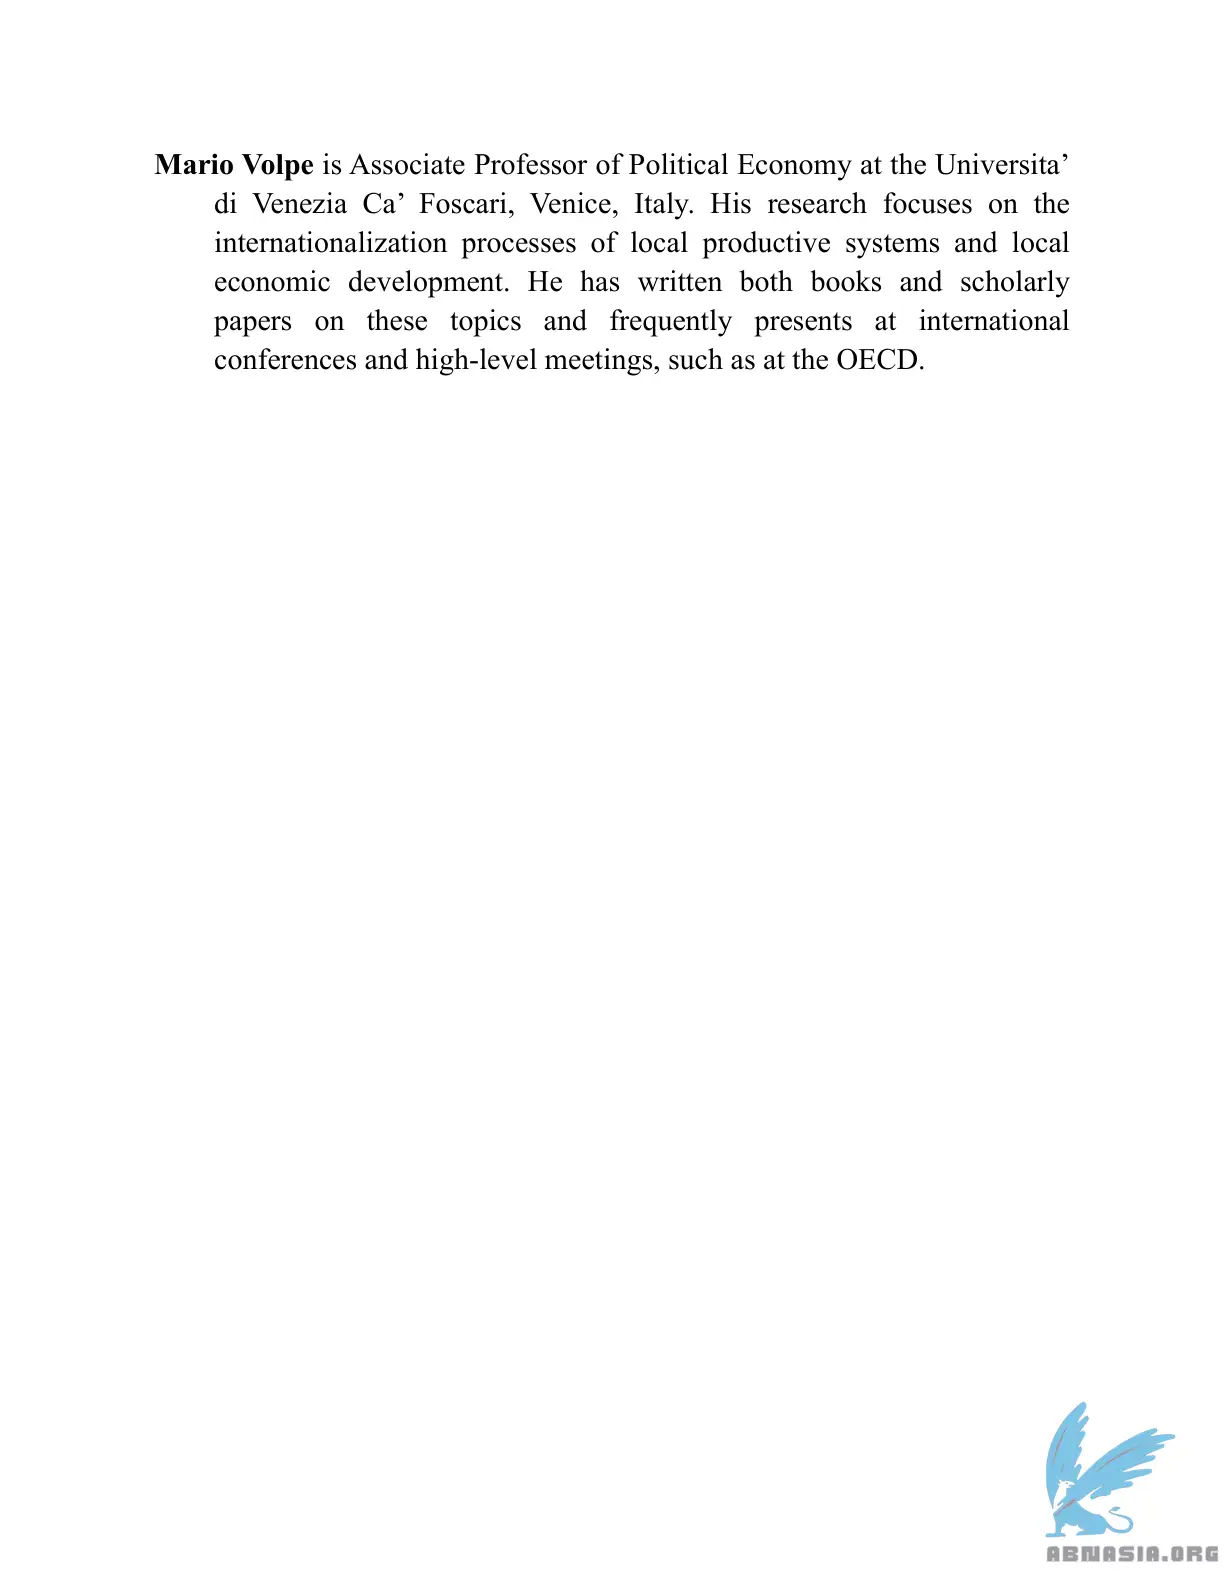 Mario Volpe is Associate Professor of Political Economy at the Universita’
di Venezia Ca’ Foscari, Venice, Italy. His research focuses on the
internationalization processes of local productive systems and local
economic development. He has written both books and scholarly
papers on these topics and frequently presents at international
conferences and high-level meetings, such as at the OECD.
ABNASIA.ORG